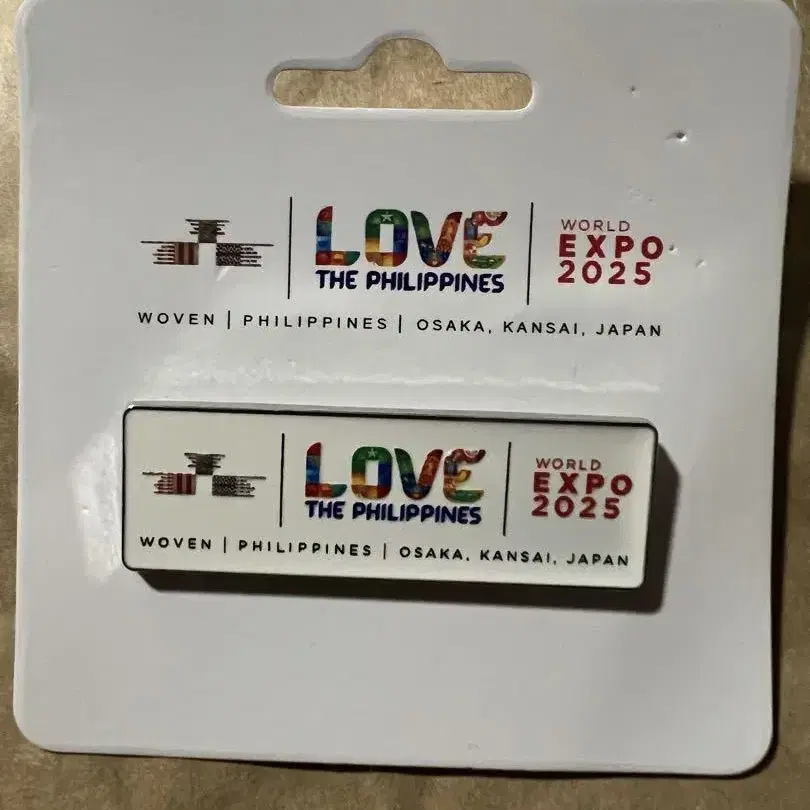 LOVE
THE PHILIPPINES
WORLD
EXPO
2025
WOVEN | PHILIPPINES | OSAKA, KANSAI, JAPAN
LOVE
THE PHILIPPINES
WORLD
EXPO
2025
WOVEN | PHILIPPINES | OSAKA, KANSAI, JAPAN